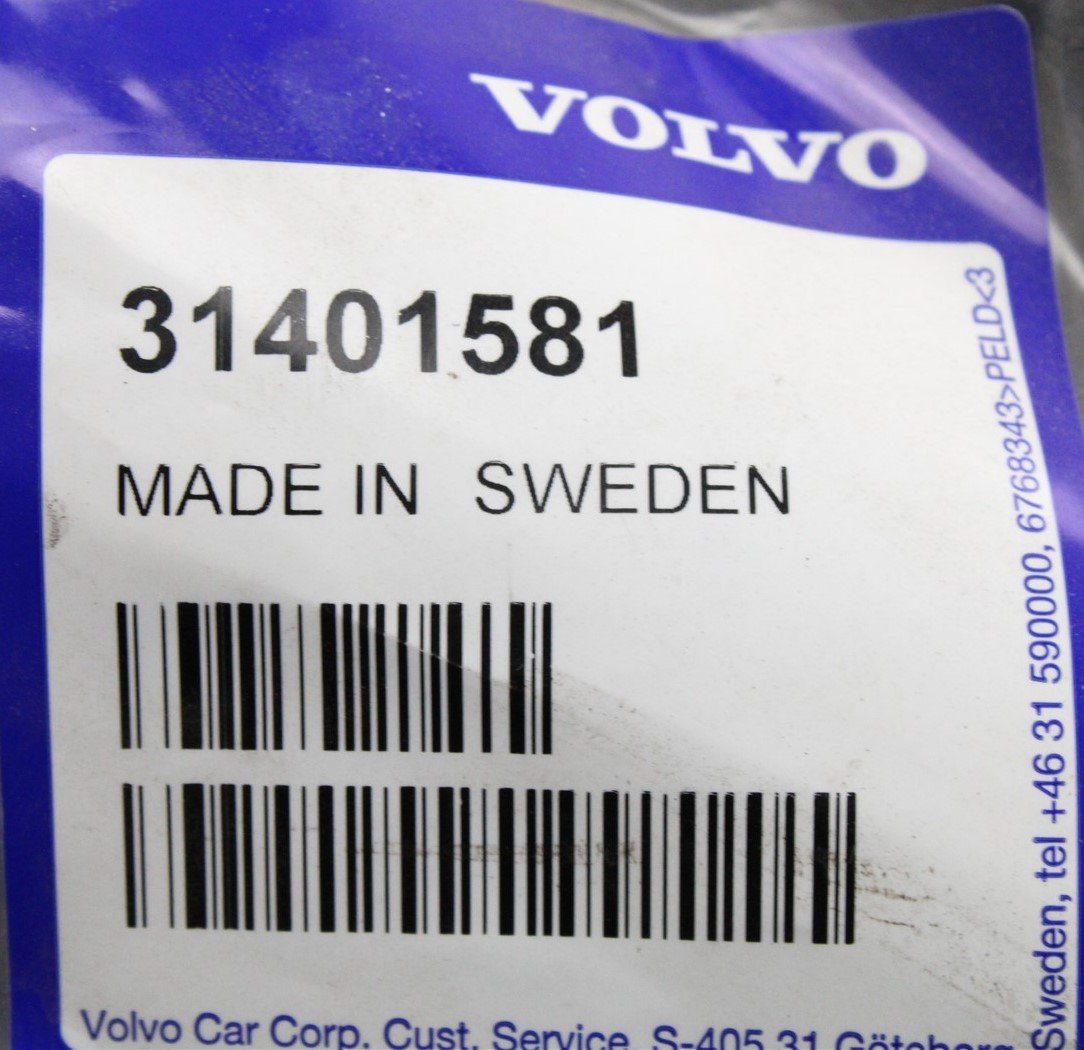 VOLVO
31401581
MADE IN SWEDEN
Volvo Car Corp. Cust. Service, S-405 31 Göteborg
Sweden, tel +46 31 590000, 6768343>PELD<3